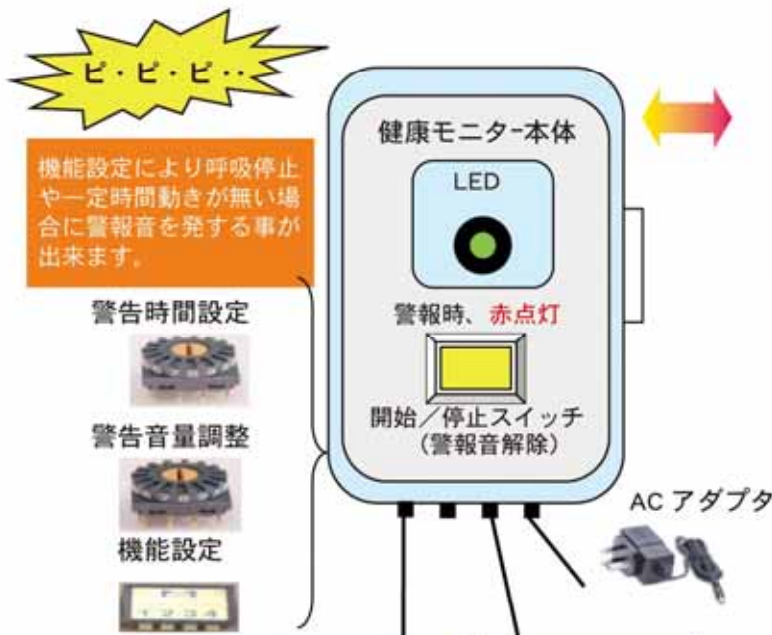 ピ・ピ・ピ・・
機能設定により呼吸停止
や一定時間動きが無い場
合に警報音を発する事が
出来ます。
警告時間設定
警告音量調整
機能設定
1 2 3 4
健康モニター本体
LED
警報時、赤点灯
開始／停止スイッチ
（警報音解除）
AC アダプタ